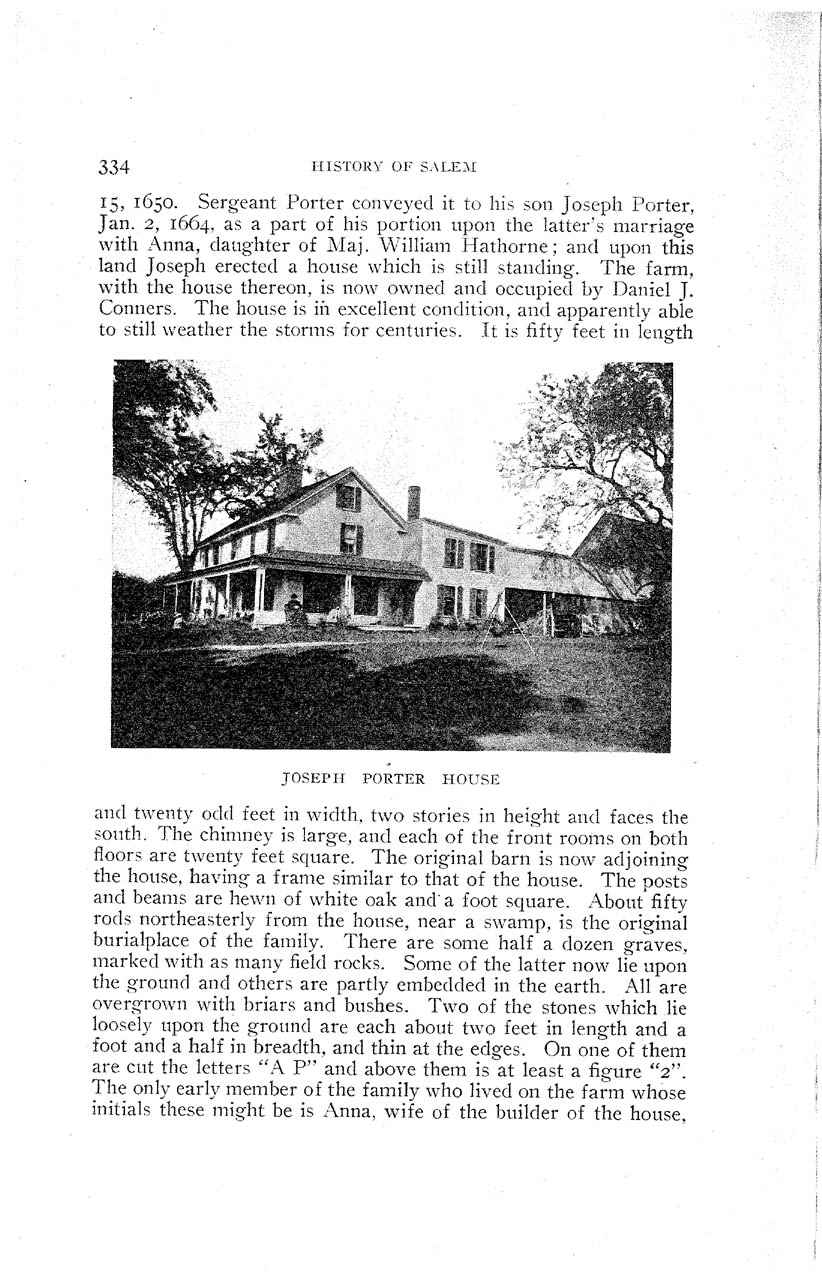 334 HISTORY OF SALEM
15, 1650. Sergeant Porter conveyed it to his son Joseph Porter,
Jan. 2, 1664, as a part of his portion upon the latter's marriage
with Anna, daughter of Maj. William Hathorne; and upon this
land Joseph erected a house which is still standing. The farm,
with the house thereon, is now owned and occupied by Daniel J.
Conners. The house is in excellent condition, and apparently able
to still weather the storms for centuries. It is fifty feet in length
JOSEPH PORTER HOUSE
and twenty odd feet in width, two stories in height and faces the
south. The chimney is large, and each of the front rooms on both
floors are twenty feet square. The original barn is now adjoining
the house, having a frame similar to that of the house. The posts
and beams are hewn of white oak and a foot square. About fifty
rods northeasterly from the house, near a swamp, is the original
burialplace of the family. There are some half a dozen graves,
marked with as many field rocks. Some of the latter now lie upon
the ground and others are partly embedded in the earth. All are
overgrown with briars and bushes. Two of the stones which lie
loosely upon the ground are each about two feet in length and a
foot and a half in breadth, and thin at the edges. On one of them
are cut the letters “A P” and above them is at least a figure “2”.
The only early member of the family who lived on the farm whose
initials these might be is Anna, wife of the builder of the house,